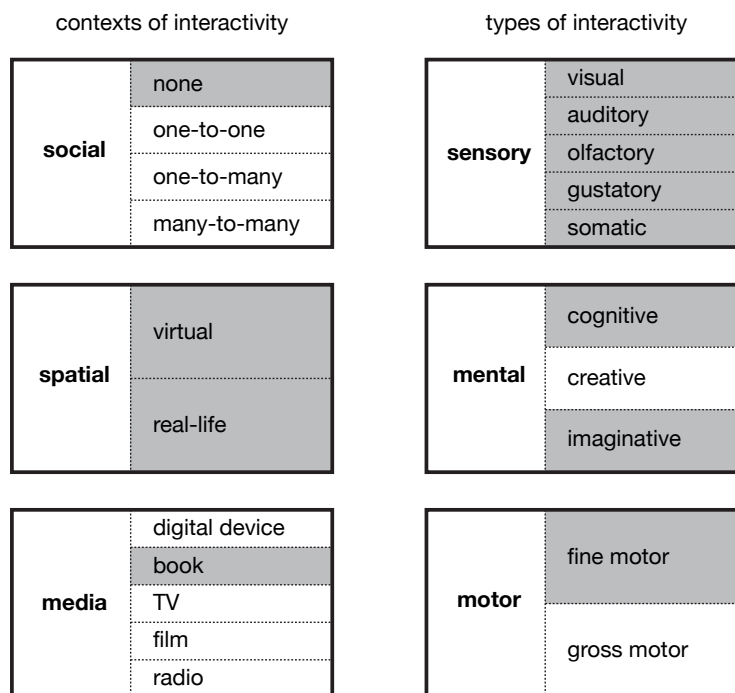 contexts of interactivity
types of interactivity
social
none
one-to-one
one-to-many
many-to-many
sensory
visual
auditory
olfactory
gustatory
somatic
spatial
virtual
real-life
mental
cognitive
creative
imaginative
media
digital device
book
TV
film
radio
motor
fine motor
gross motor